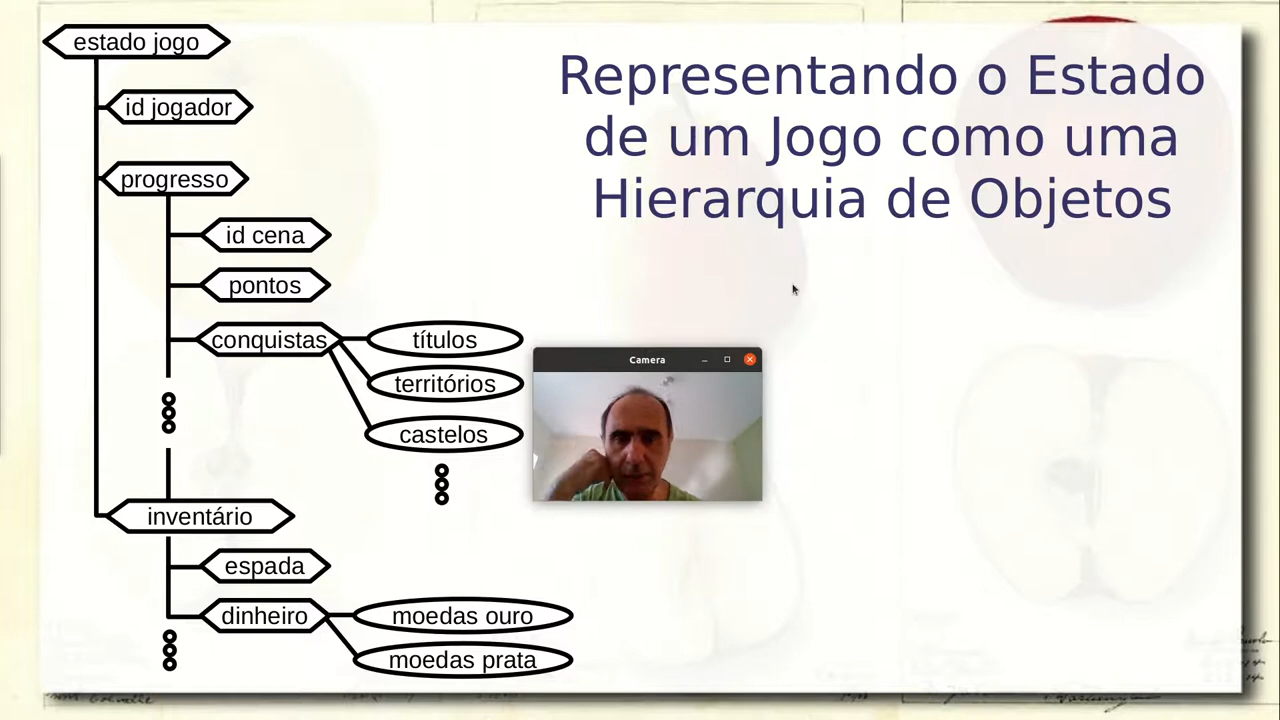 estado jogo
Representando o Estado
de um Jogo como uma
Hierarquia de Objetos
id jogador
progresso
id cena
pontos
conquistas
títulos
territórios
castelos
Camera
inventário
espada
dinheiro
moedas ouro
moedas prata